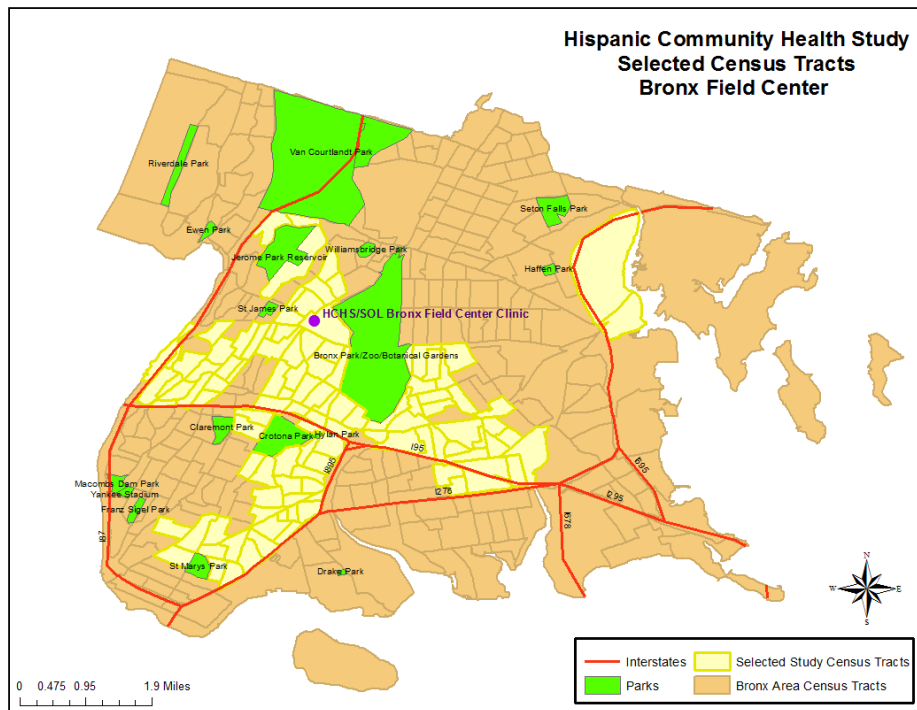 Hispanic Community Health Study
Selected Census Tracts
Bronx Field Center
Van Courtlandt Park
Riverdale Park
Seton Falls Park
Ewen Park
Williamsbridge Park
Jerome Park Reservoir
Haffen Park
St James Park
HCHS/SOL Bronx Field Center Clinic
Bronx Park/Zoo/Botanical Gardens
Claremont Park
Crotona Park
Hylan Park
I95
I895
I695
Macombs Dam Park
Yankee Stadium
I278
I295
Franz Sigel Park
I678
I87
St Marys Park
Drake Park
N
W
E
S
Interstates
Selected Study Census Tracts
Parks
Bronx Area Census Tracts
0 0.475 0.95 1.9 Miles